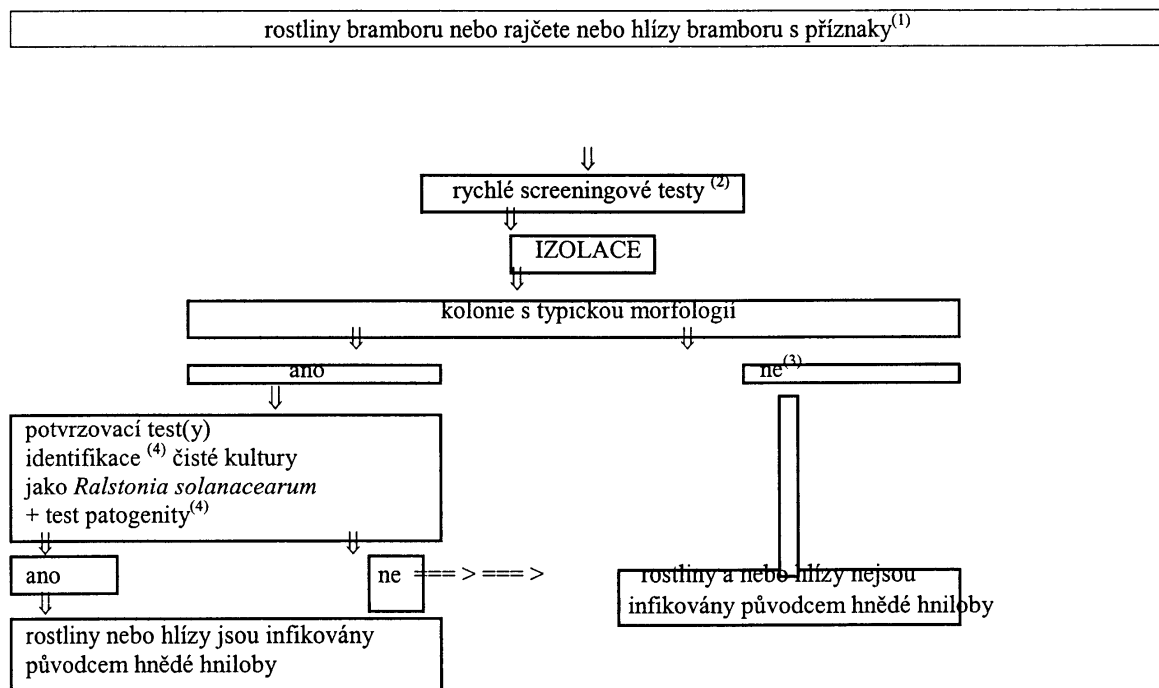 rostliny bramboru nebo rajčete nebo hlízy bramboru s příznaky(1)
⇓
rychlé screeningové testy (2)
⇓
IZOLACE
⇓
kolonie s typickou morfologií
⇓ ⇓
ano
ne(3)
⇓
potvrzovací test(y)
identifikace (4) čisté kultury
jako Ralstonia solanacearum
+ test patogenity(4)
⇓ ⇓
ano
ne ===>===>
rostliny a nebo hlízy nejsou
infikovány původcem hnědé hniloby
⇓
rostliny nebo hlízy jsou infikovány
původcem hnědé hniloby